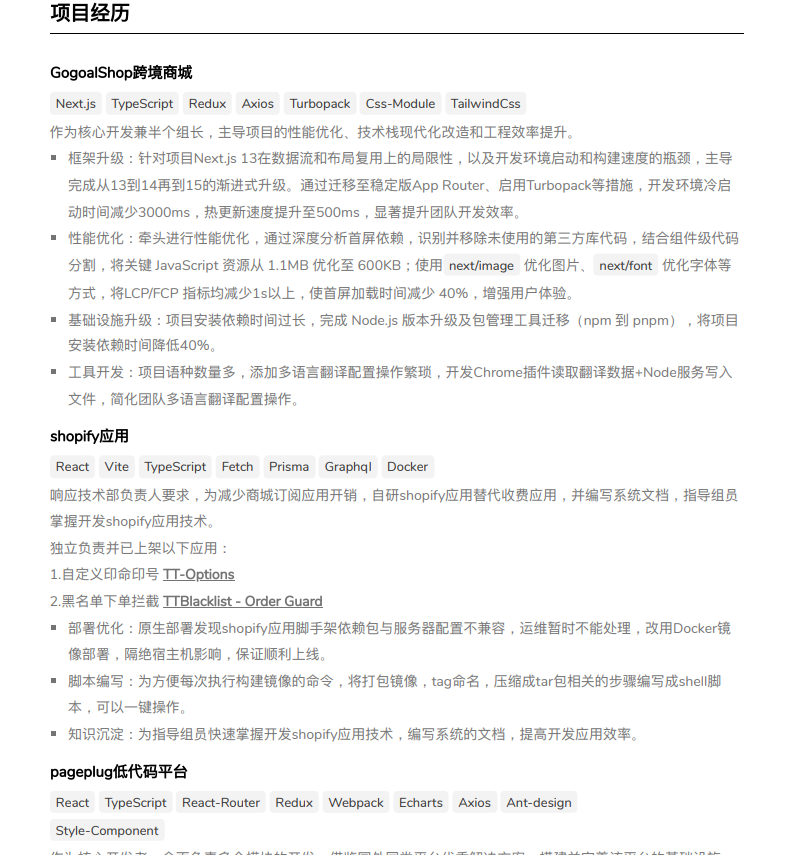 项目经历
GogoalShop跨境商城
Next.js TypeScript Redux Axios Turbopack Css-Module TailwindCss
作为核心开发兼半个组长，主导项目的性能优化、技术栈现代化改造和工程效率提升。
▪ 框架升级：针对项目Next.js 13在数据流和布局复用上的局限性，以及开发环境启动和构建速度的瓶颈，主导
完成从13到14再到15的渐进式升级。通过迁移至稳定版App Router、启用Turbopack等措施，开发环境冷启
动时间减少3000ms，热更新速度提升至500ms，显著提升团队开发效率。
▪ 性能优化：牵头进行性能优化，通过深度分析首屏依赖，识别并移除未使用的第三方库代码，结合组件级代码
分割，将关键 JavaScript 资源从 1.1MB 优化至 600KB；使用 next/image 优化图片、 next/font 优化字体等
方式，将LCP/FCP 指标均减少1s以上，使首屏加载时间减少 40%，增强用户体验。
▪ 基础设施升级：项目安装依赖时间过长，完成 Node.js 版本升级及包管理工具迁移（npm 到 pnpm），将项目
安装依赖时间降低40%。
▪ 工具开发：项目语种数量多，添加多语言翻译配置操作繁琐，开发Chrome插件读取翻译数据+Node服务写入
文件，简化团队多语言翻译配置操作。
shopify应用
React Vite TypeScript Fetch Prisma Graphql Docker
响应技术部负责人要求，为减少商城订阅应用开销，自研shopify应用替代收费应用，并编写系统文档，指导组员
掌握开发shopify应用技术。
独立负责并已上架以下应用：
1.自定义印命印号 TT-Options
2.黑名单下单拦截 TTBlacklist - Order Guard
▪ 部署优化：原生部署发现shopify应用脚手架依赖包与服务器配置不兼容，运维暂时不能处理，改用Docker镜
像部署，隔绝宿主机影响，保证顺利上线。
▪ 脚本编写：为方便每次执行构建镜像的命令，将打包镜像，tag命名，压缩成tar包相关的步骤编写成shell脚
本，可以一键操作。
▪ 知识沉淀：为指导组员快速掌握开发shopify应用技术，编写系统的文档，提高开发应用效率。
pageplug低代码平台
React TypeScript React-Router Redux Webpack Echarts Axios Ant-design
Style-Component